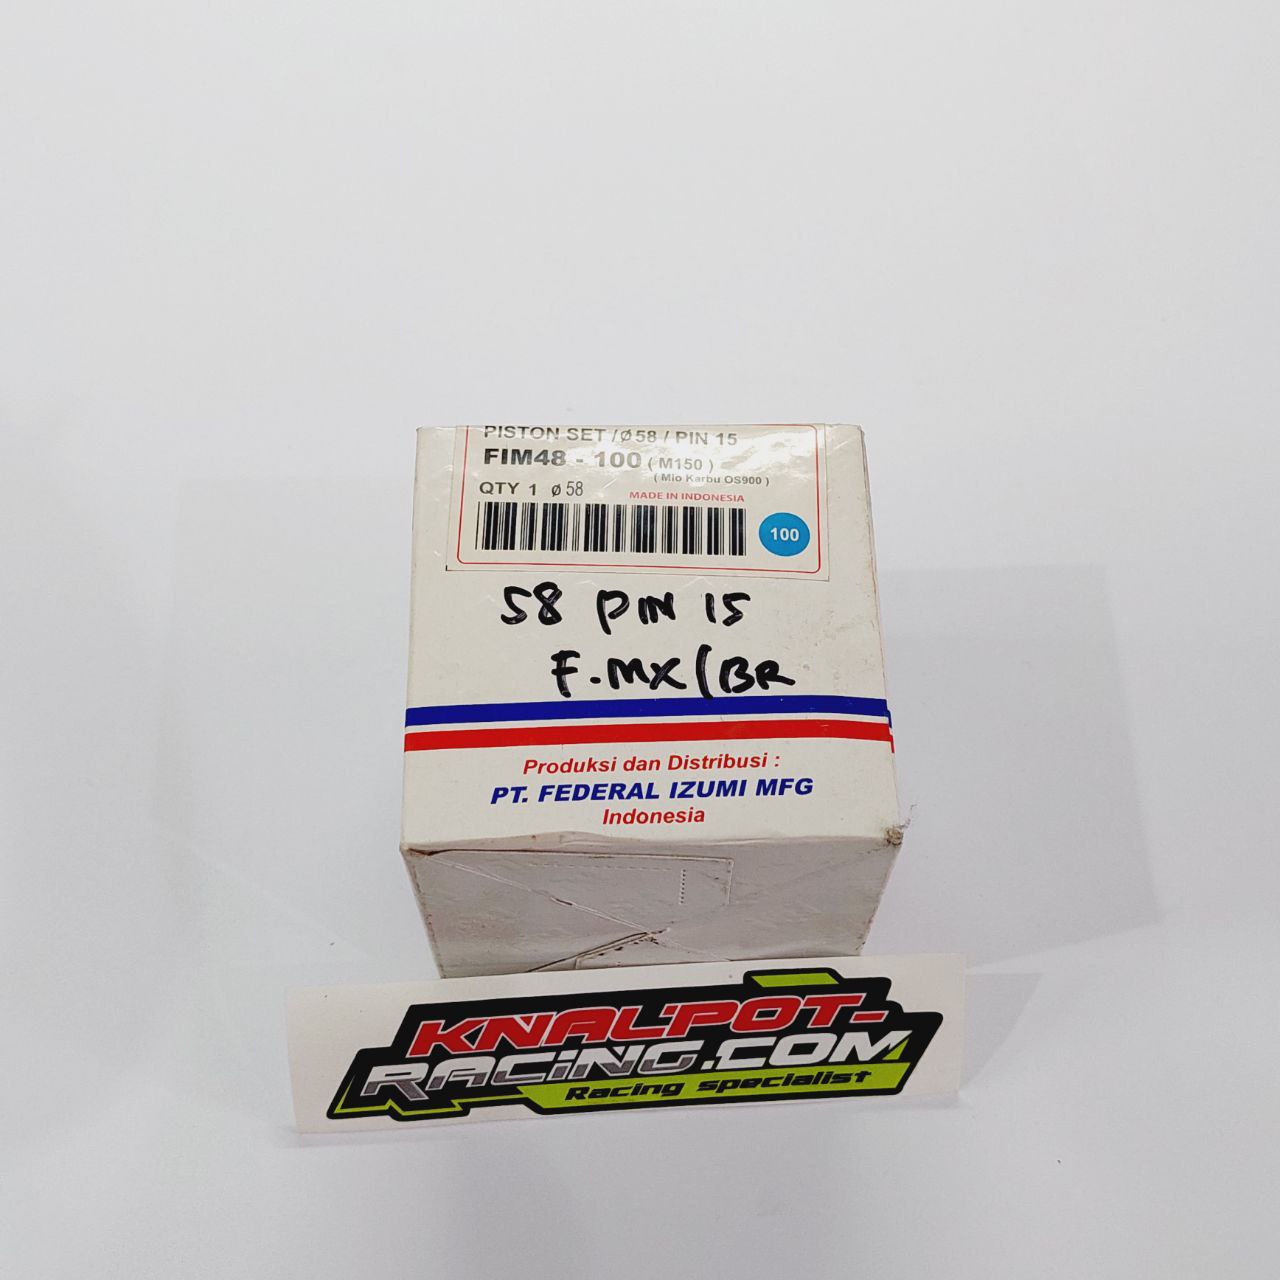 PISTON SET /Ø58 / PIN 15
FIM48 - 100 ( M150 )
( Mio Karbu OS900 )
QTY 1 Ø 58
MADE IN INDONESIA
100
58 PIN 15
F.MX/BR
Produksi dan Distribusi :
PT. FEDERAL IZUMI MFG
Indonesia
KNALPOT-
RACING.COM
Racing specialist